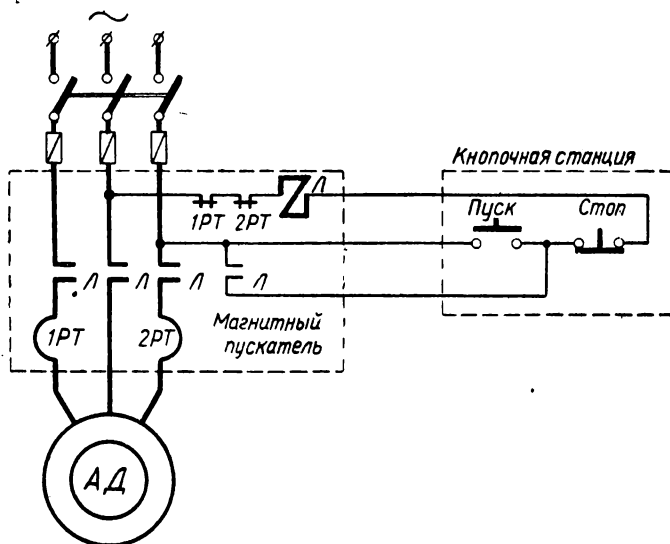 ~
Кнопочная станция
Л
1РТ 2РТ
Пуск Стоп
Л Л Л Л
1РТ 2РТ
Магнитный
пускатель
АД